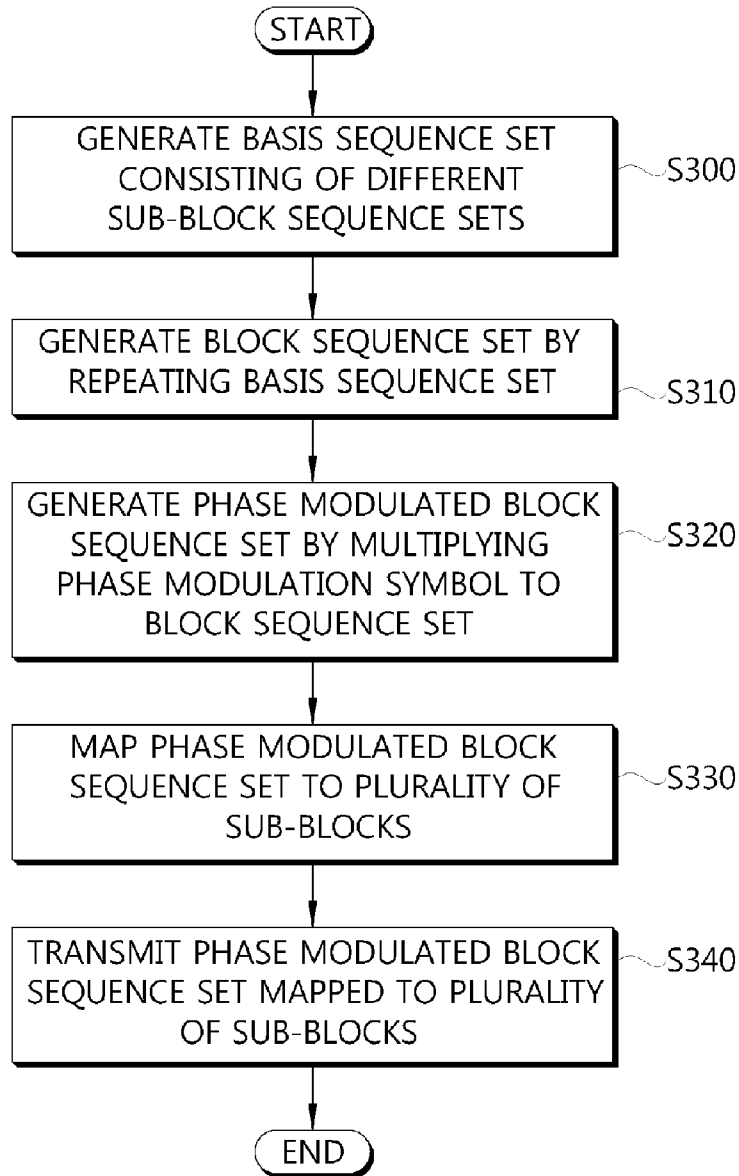 START
GENERATE BASIS SEQUENCE SET
CONSISTING OF DIFFERENT
SUB-BLOCK SEQUENCE SETS
S300
GENERATE BLOCK SEQUENCE SET BY
REPEATING BASIS SEQUENCE SET
S310
GENERATE PHASE MODULATED BLOCK
SEQUENCE SET BY MULTIPLYING
PHASE MODULATION SYMBOL TO
BLOCK SEQUENCE SET
S320
MAP PHASE MODULATED BLOCK
SEQUENCE SET TO PLURALITY OF
SUB-BLOCKS
S330
TRANSMIT PHASE MODULATED BLOCK
SEQUENCE SET MAPPED TO PLURALITY
OF SUB-BLOCKS
S340
END